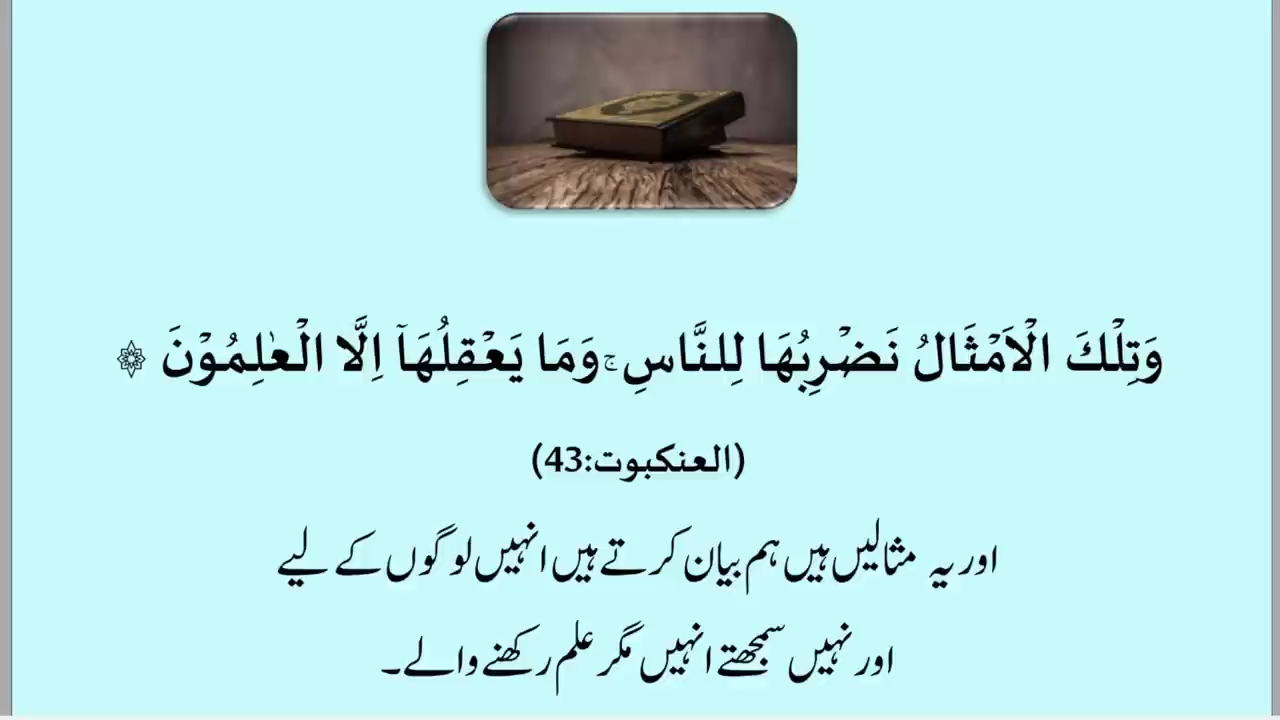 وَتِلْكَ الْاَمْثَالُ نَضْرِبُهَا لِلنَّاسِ ۚ وَمَا يَعْقِلُهَاۤ اِلَّا الْعٰلِمُوْنَ ۞
(العنکبوت:43)
اور یہ مثالیں ہیں ہم بیان کرتے ہیں انہیں لوگوں کے لیے
اور نہیں سمجھتے انہیں مگر علم رکھنے والے۔